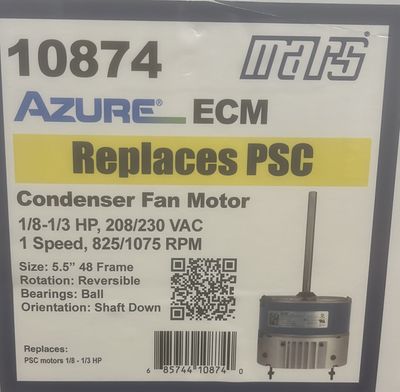 10874 mars
AZURE® ECM
Replaces PSC
Condenser Fan Motor
1/8-1/3 HP, 208/230 VAC
1 Speed, 825/1075 RPM
Size: 5.5" 48 Frame
Rotation: Reversible
Bearings: Ball
Orientation: Shaft Down
Replaces:
PSC motors 1/8 - 1/3 HP
6 85744 10874 0